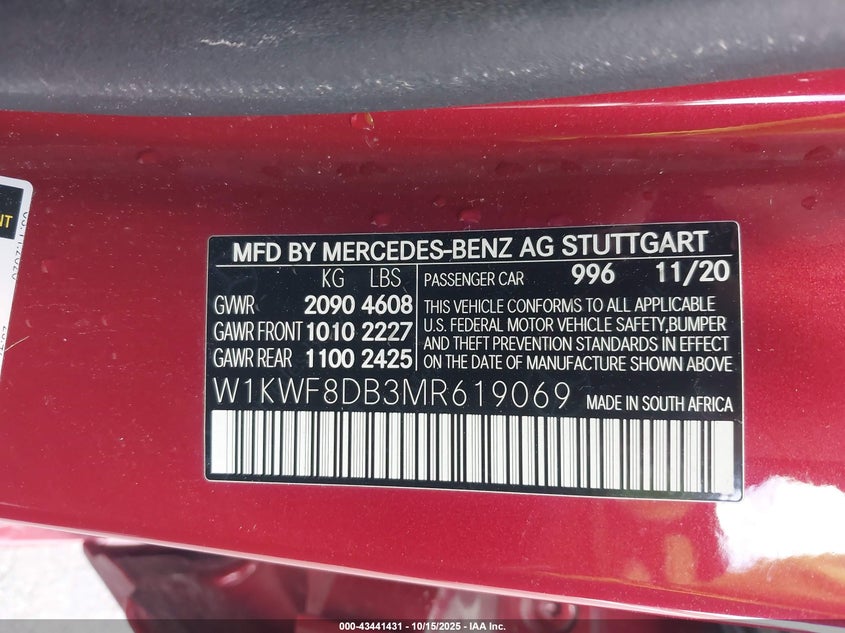 MFD BY MERCEDES-BENZ AG STUTTGART
KG LBS
GVWR 2090 4608
GAWR FRONT 1010 2227
GAWR REAR 1100 2425
PASSENGER CAR 996 11/20
THIS VEHICLE CONFORMS TO ALL APPLICABLE
U.S. FEDERAL MOTOR VEHICLE SAFETY,BUMPER
AND THEFT PREVENTION STANDARDS IN EFFECT
ON THE DATE OF MANUFACTURE SHOWN ABOVE
W1KWF8DB3MR619069 MADE IN SOUTH AFRICA
000-43441431 - 10/15/2025 - IAA Inc.